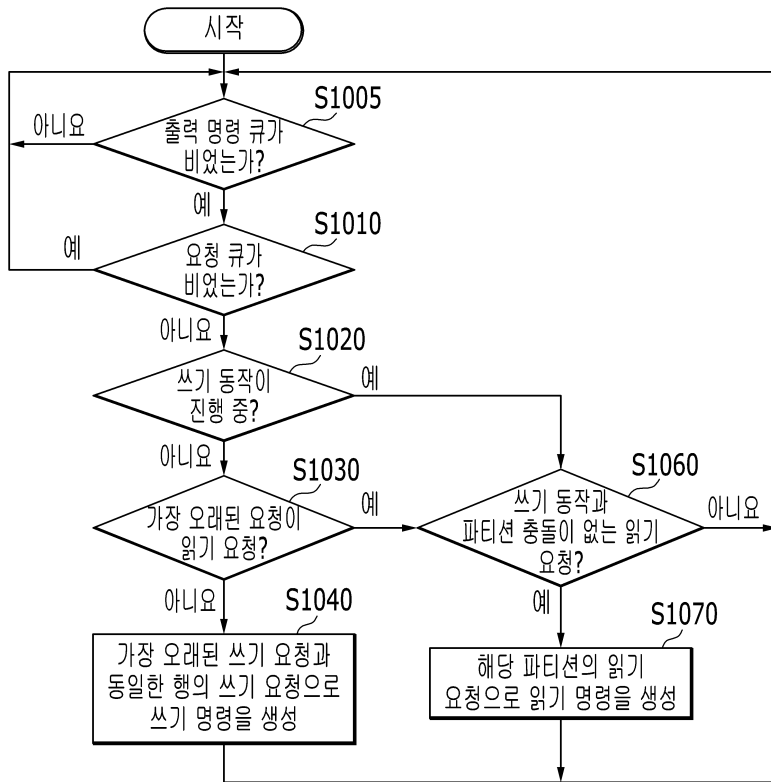 시작
S1005
출력 명령 큐가
비었는가?
아니요
예
S1010
요청 큐가
비었는가?
예
아니요
S1020
쓰기 동작이
진행 중?
예
아니요
S1030
가장 오래된 요청이
읽기 요청?
예
아니요
S1060
쓰기 동작과
파티션 충돌이 없는 읽기
요청?
아니요
예
S1040
가장 오래된 쓰기 요청과
동일한 행의 쓰기 요청으로
쓰기 명령을 생성
S1070
해당 파티션의 읽기
요청으로 읽기 명령을 생성